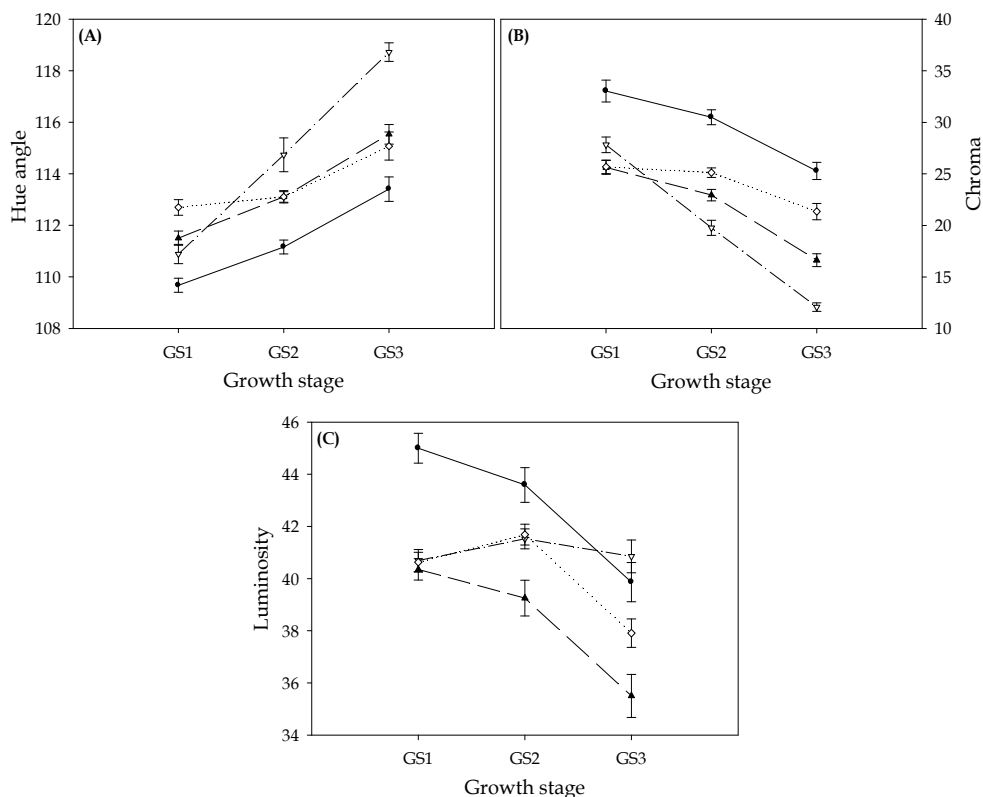 (A)
Hue angle
120
118
116
114
112
110
108
GS1 GS2 GS3
Growth stage
(B)
40
35
30
25
20
15
10
Chroma
GS1 GS2 GS3
Growth stage
(C)
Luminosity
46
44
42
40
38
36
34
GS1 GS2 GS3
Growth stage